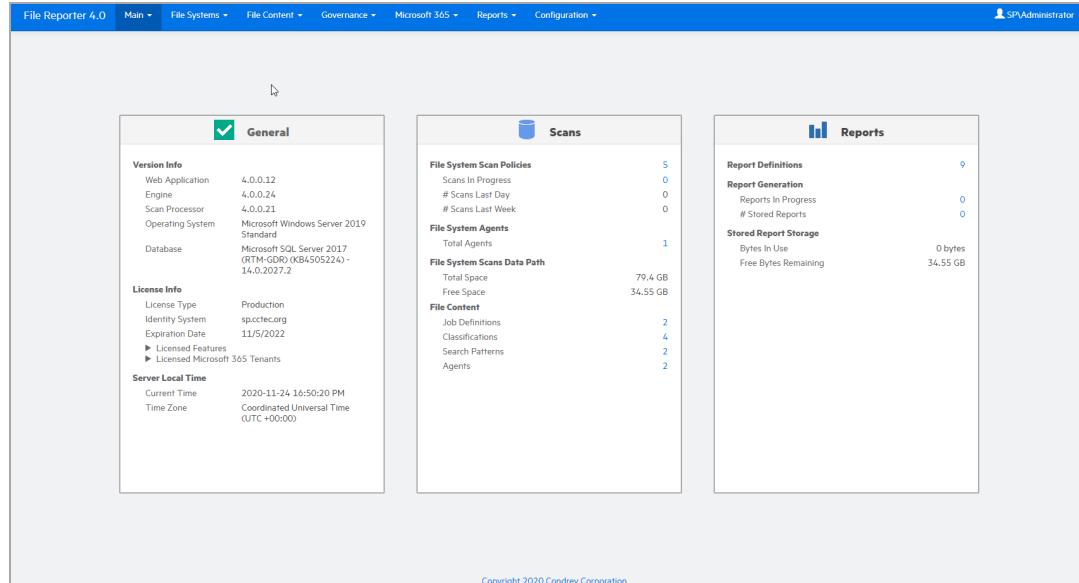 File Reporter 4.0 Main File Systems File Content Governance Microsoft 365 Reports Configuration SP\Administrator
General
Version Info
Web Application 4.0.0.12
Engine 4.0.0.24
Scan Processor 4.0.0.21
Operating System Microsoft Windows Server 2019
Standard
Database Microsoft SQL Server 2017
(RTM-GDR) (KB4505224) -
14.0.2027.2
License Info
License Type Production
Identity System sp.cctec.org
Expiration Date 11/5/2022
Licensed Features
Licensed Microsoft 365 Tenants
Server Local Time
Current Time 2020-11-24 16:50:20 PM
Time Zone Coordinated Universal Time
(UTC +00:00)
Scans
File System Scan Policies 5
Scans In Progress 0
# Scans Last Day 0
# Scans Last Week 0
File System Agents
Total Agents 1
File System Scans Data Path
Total Space 79.4 GB
Free Space 34.55 GB
File Content
Job Definitions 2
Classifications 4
Search Patterns 2
Agents 2
Reports
Report Definitions 9
Report Generation
Reports In Progress 0
# Stored Reports 0
Stored Report Storage
Bytes In Use 0 bytes
Free Bytes Remaining 34.55 GB
Copyright 2020 Condrey Corporation